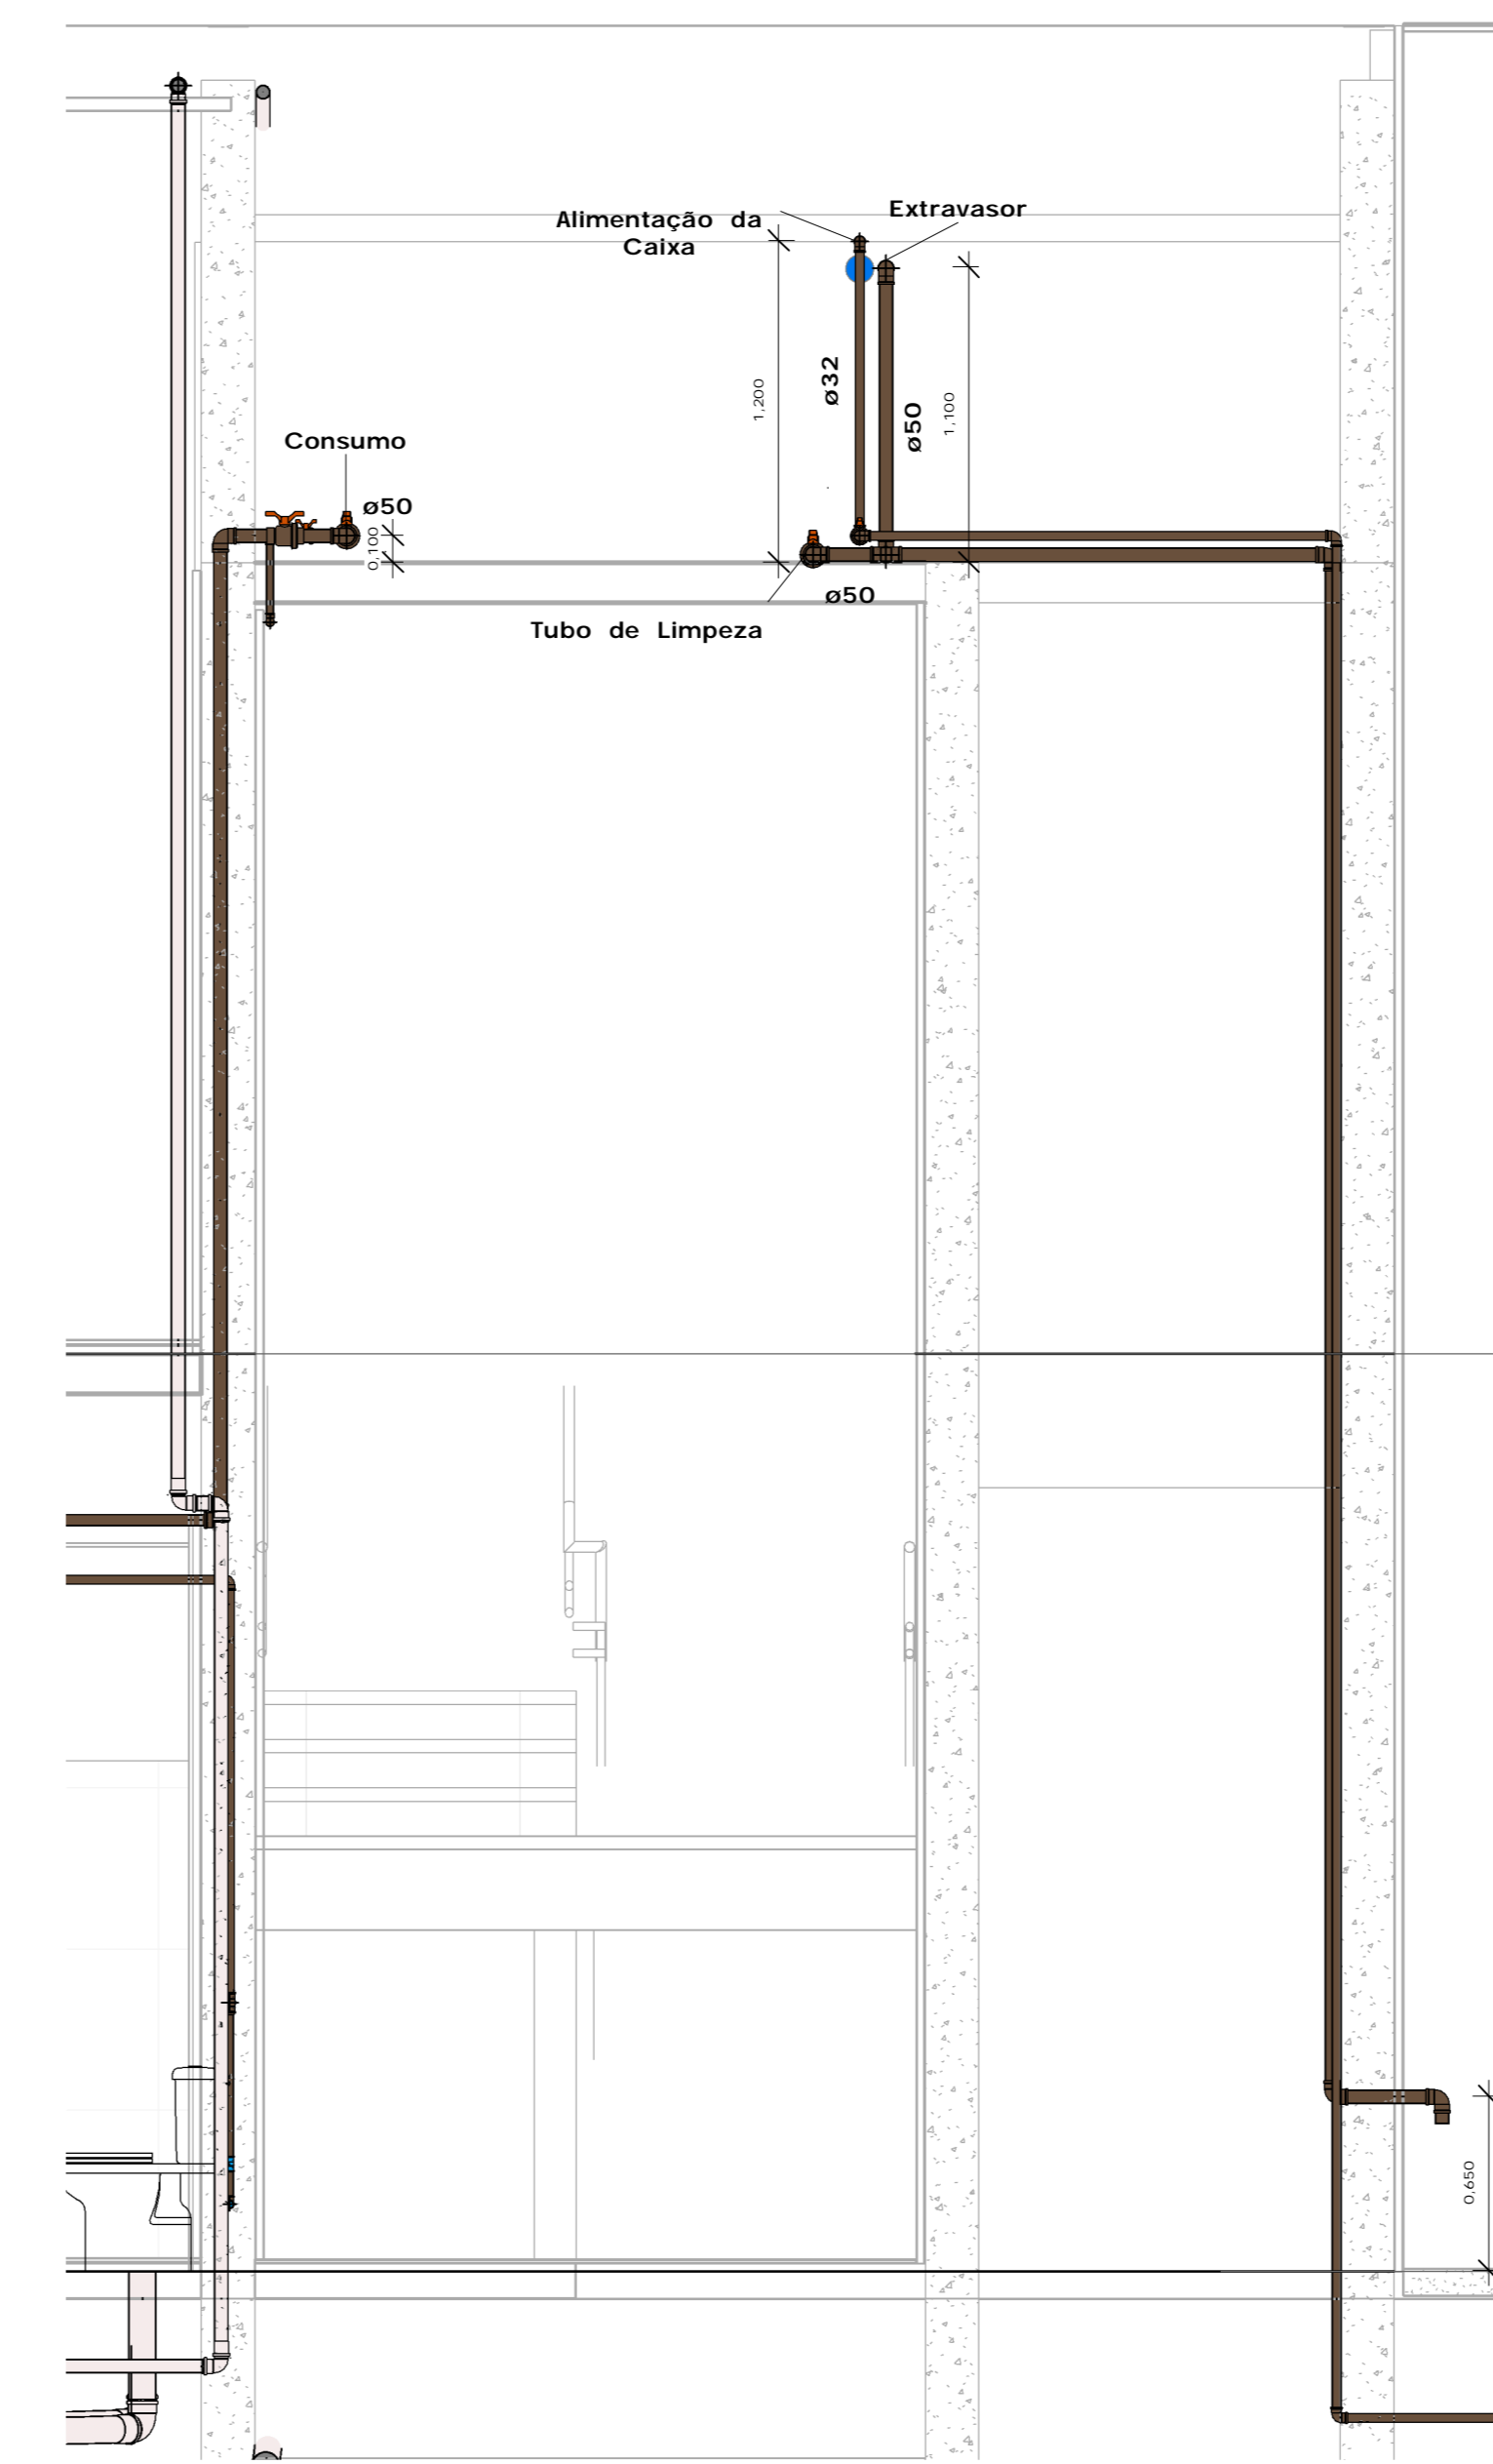 Alimentação da
Caixa
Extravasor
1,200
ø32
ø50
1,100
Consumo
ø50
0,100
ø50
Tubo de Limpeza
0,650